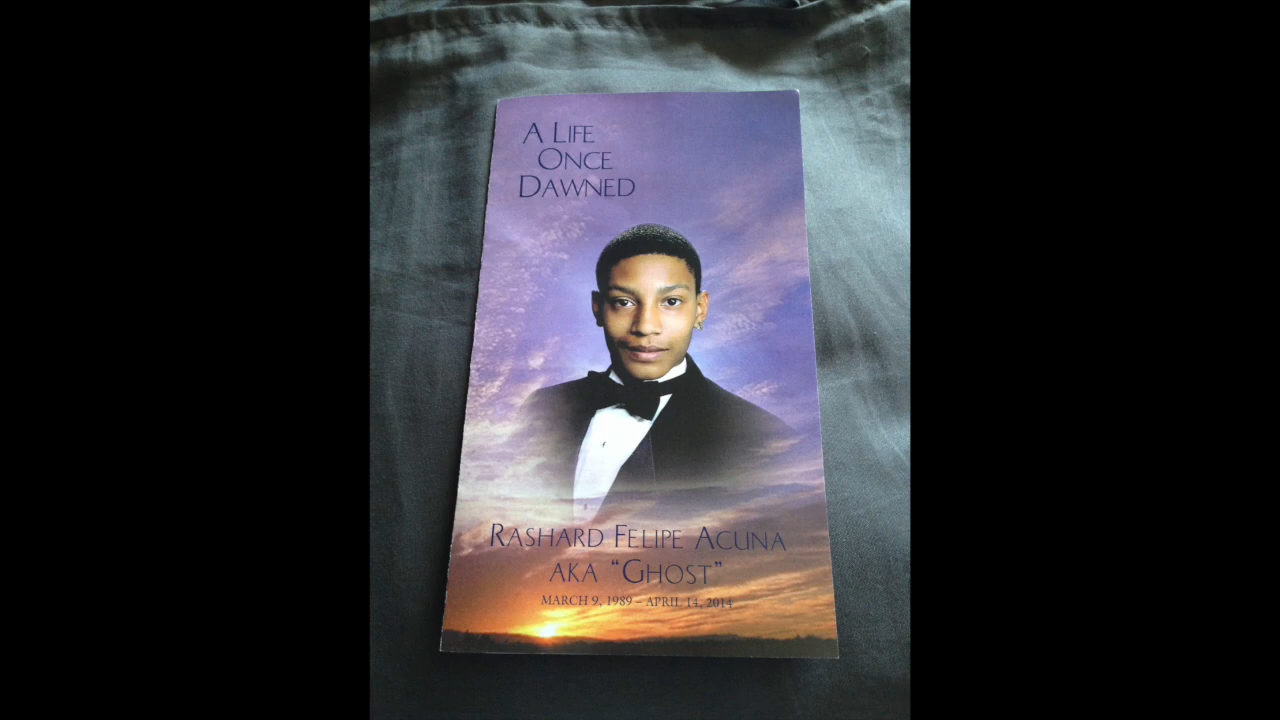 A LIFE
ONCE
DAWNED
RASHARD FELIPE ACUNA
AKA “GHOST”
MARCH 9, 1989 – APRIL 14, 2014